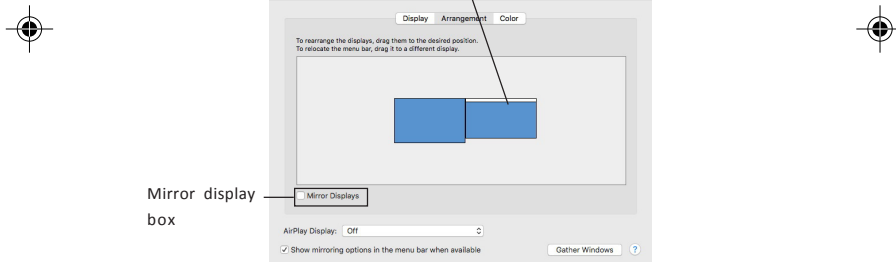 Display Arrangement Color
To rearrange the displays, drag them to the desired position.
To relocate the menu bar, drag it to a different display.
Mirror Displays
Mirror display
box
AirPlay Display: Off
Show mirroring options in the menu bar when available
Gather Windows ?